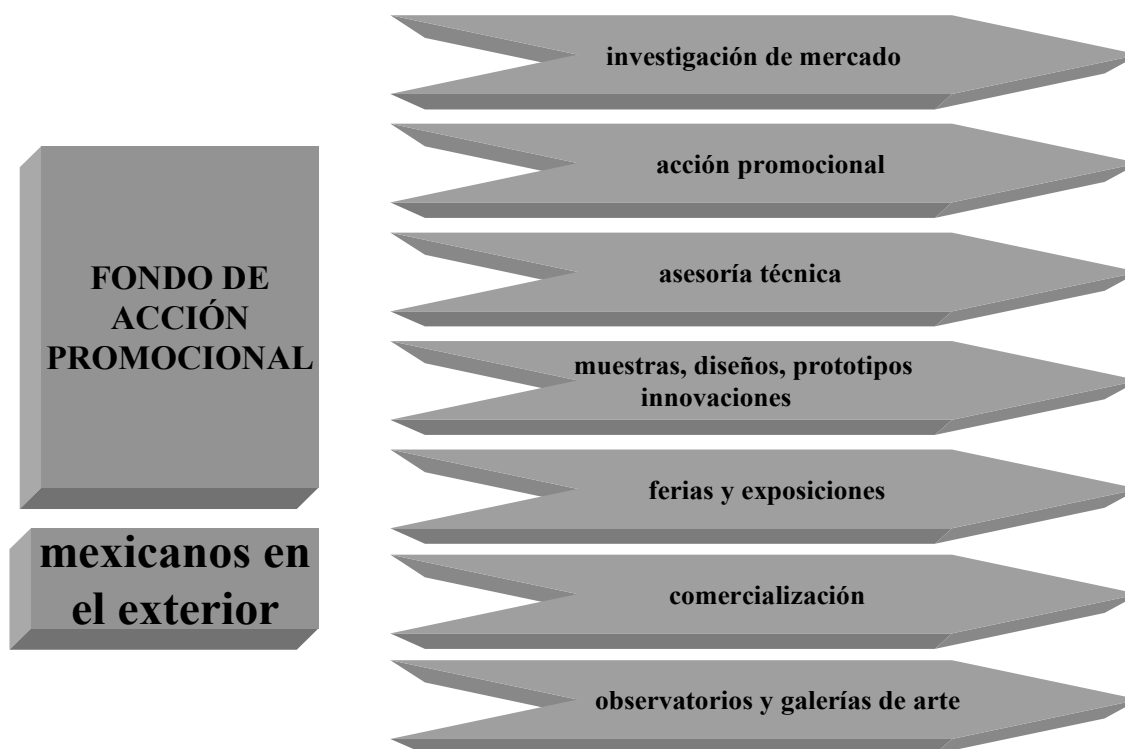 FONDO DE
ACCIÓN
PROMOCIONAL
mexicanos en
el exterior
investigación de mercado
acción promocional
asesoría técnica
muestras, diseños, prototipos
innovaciones
ferias y exposiciones
comercialización
observatorios y galerías de arte